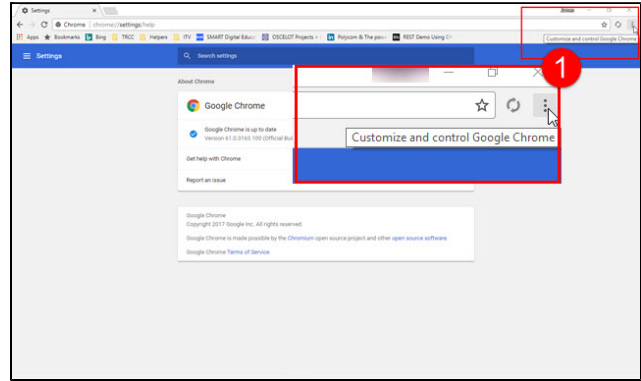 Settings
Chrome | chrome://settings/help
Apps Bookmarks Bing TRCC Helpers ITV SMART Digital Educa OSCELOT Projects Polycom & The pow REST Demo Using C#
Customize and control Google Chrome
Settings
Search settings
1
About Chrome
Google Chrome
Customize and control Google Chrome
Google Chrome is up to date
Version 61.0.3163.100 (Official Bui
Get help with Chrome
Report an issue
Google Chrome
Copyright 2017 Google Inc. All rights reserved.
Google Chrome is made possible by the Chromium open source project and other open source software.
Google Chrome Terms of Service